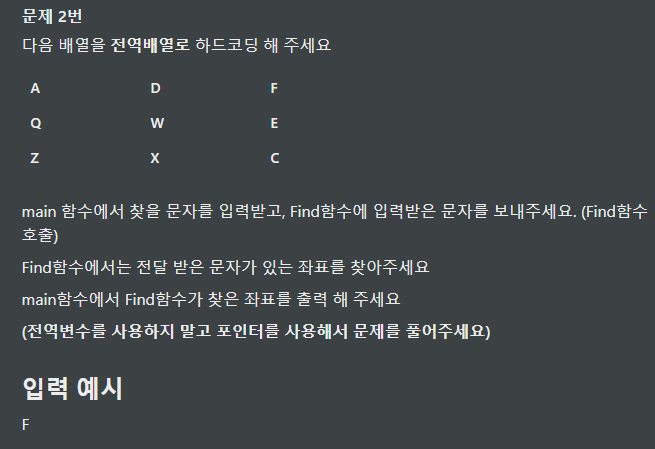 문제 2번
다음 배열을 전역배열로 하드코딩 해 주세요
A D F
Q W E
Z X C
main 함수에서 찾을 문자를 입력받고, Find함수에 입력받은 문자를 보내주세요. (Find함수
호출)
Find함수에서는 전달 받은 문자가 있는 좌표를 찾아주세요
main함수에서 Find함수가 찾은 좌표를 출력 해 주세요
(전역변수를 사용하지 말고 포인터를 사용해서 문제를 풀어주세요)
입력 예시
F